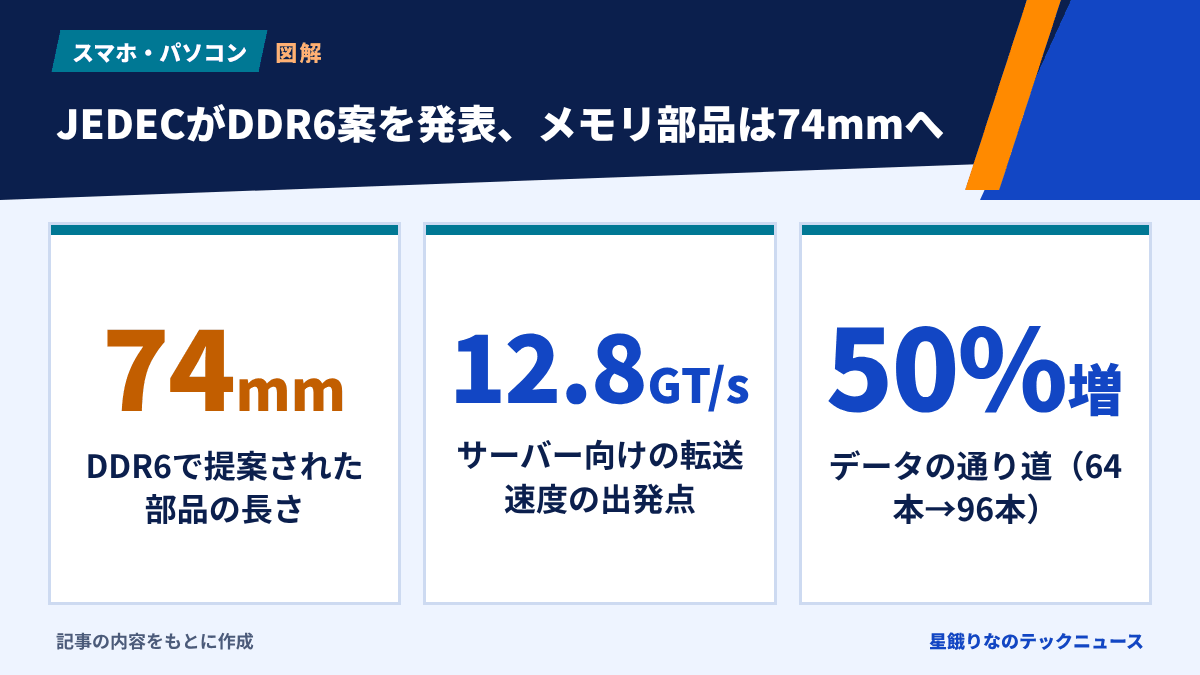 スマホ・パソコン 図解
JEDECがDDR6案を発表、メモリ部品は74mmへ
74mm
DDR6で提案された
部品の長さ
12.8GT/s
サーバー向けの転送
速度の出発点
50%増
データの通り道（64
本→96本）
記事の内容をもとに作成
星餓りなのテックニュース